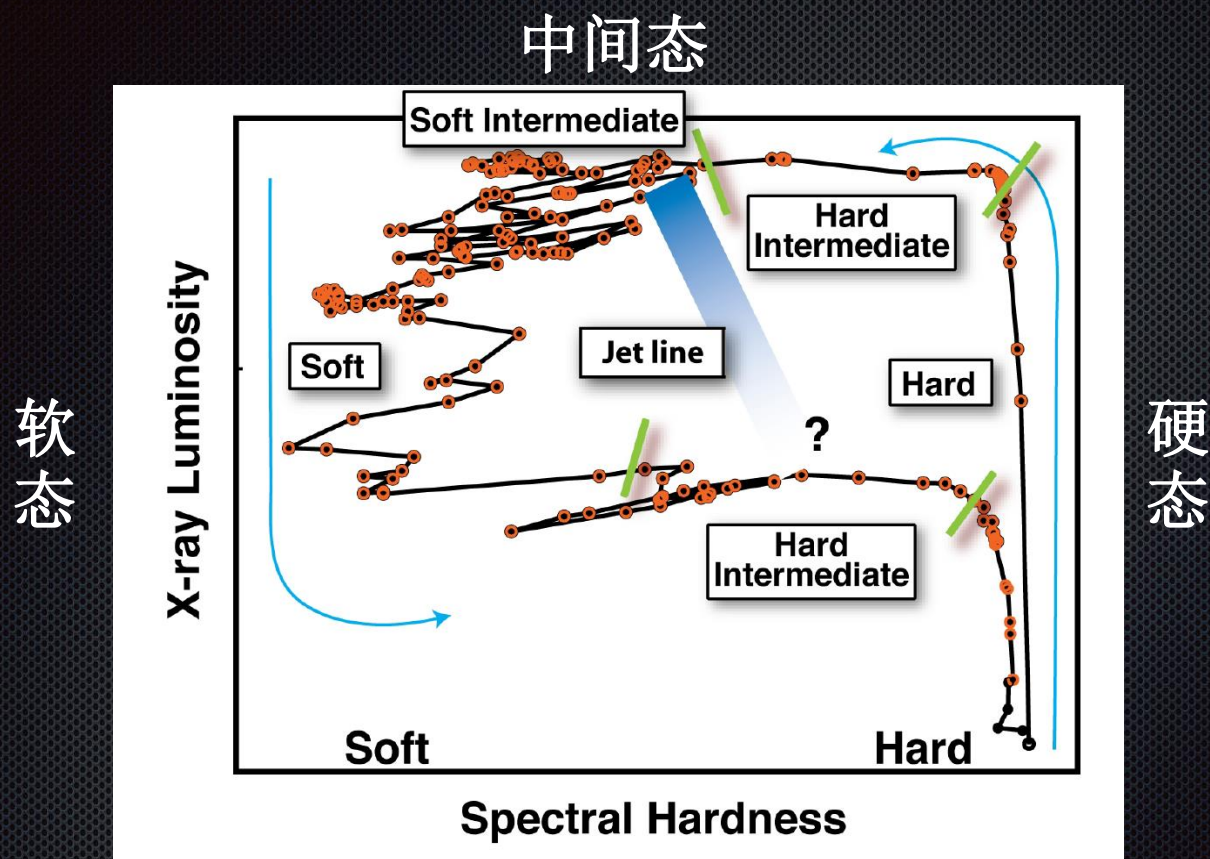 中间态
Soft Intermediate
Hard
Intermediate
Jet line
Soft
Hard
?
Hard
Intermediate
Soft
Hard
X-ray Luminosity
Spectral Hardness
软态
硬态